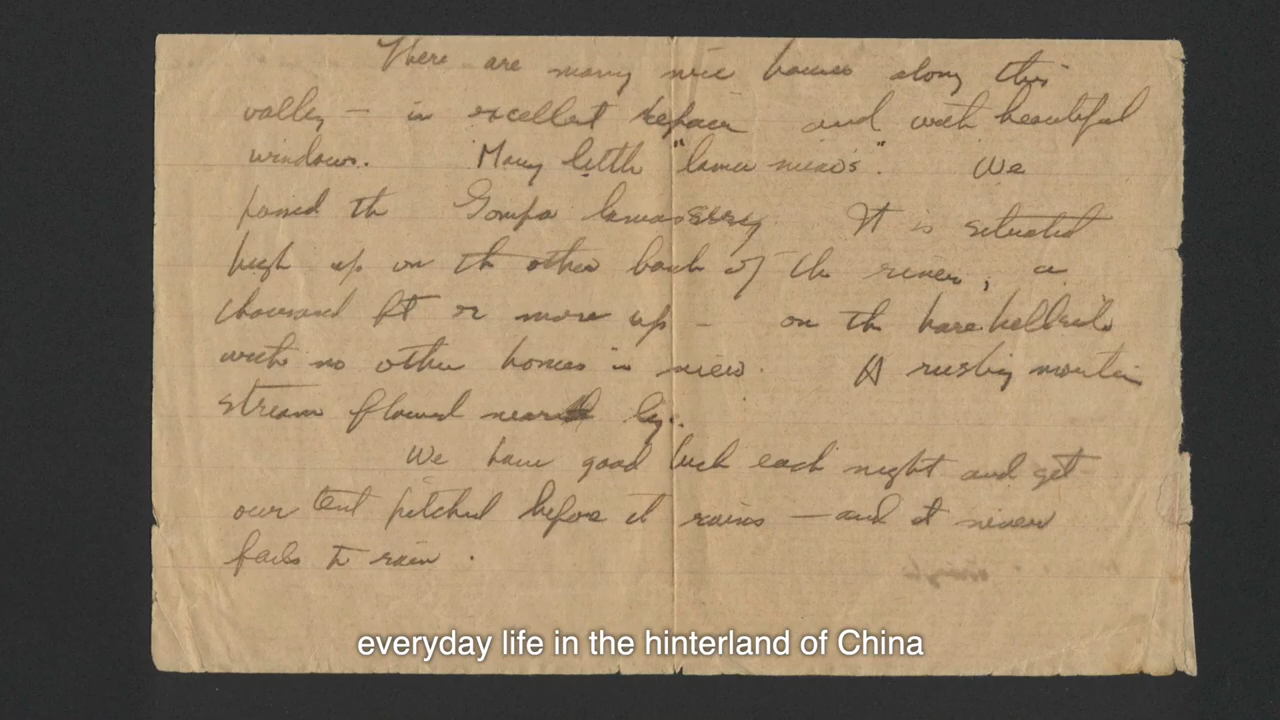 There are many nice houses along this
valley — in excellent repair and with beautiful
windows. Many little "lama
We
passed the Gompa lamassery. It is situated
high up on the other bank of the river, a
thousand ft or more up – on the bare hillside
with no other houses in view. A rushing mountain
stream flowed near by.
We have good luck each night and get
our tent pitched before it rains — and it never
fails to rain.
everyday life in the hinterland of China